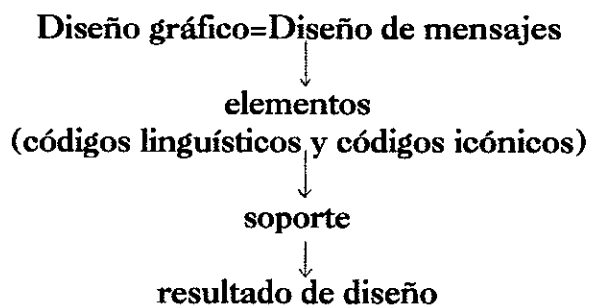 Diseño gráfico=Diseño de mensajes
elementos
(códigos linguísticos y códigos icónicos)
soporte
resultado de diseño